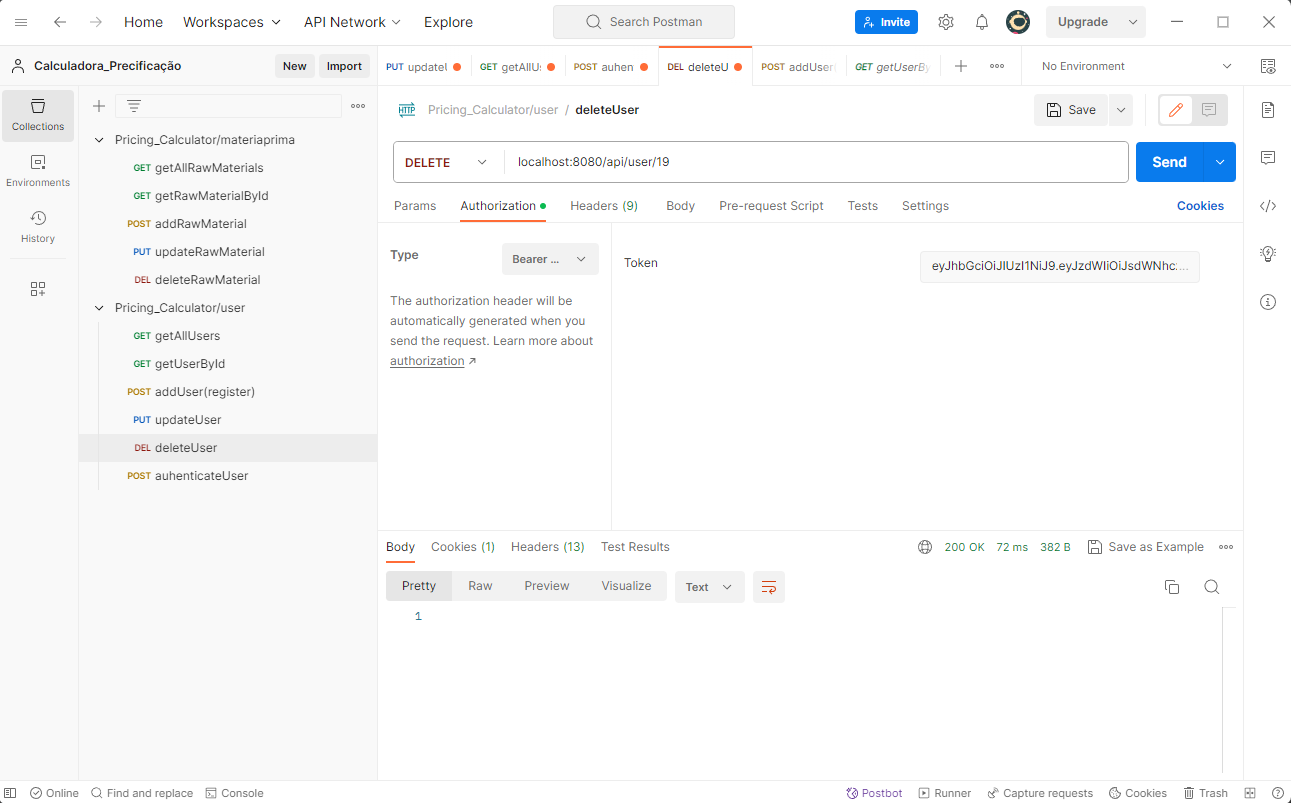 Home Workspaces API Network Explore Search Postman Invite Upgrade
Calculadora_Precificação New Import
PUT updateU GET getAllUs POST auhen DEL deleteU POST addUser GET getUserBy No Environment
Collections
Environments
History
Pricing_Calculator/materiaprima
GET getAllRawMaterials
GET getRawMaterialById
POST addRawMaterial
PUT updateRawMaterial
DEL deleteRawMaterial
Pricing_Calculator/user
GET getAllUsers
GET getUserById
POST addUser(register)
PUT updateUser
DEL deleteUser
POST auhenticateUser
HTTP Pricing_Calculator/user / deleteUser Save
DELETE localhost:8080/api/user/19 Send
Params Authorization Headers (9) Body Pre-request Script Tests Settings Cookies
Type Bearer ...
The authorization header will be
automatically generated when you
send the request. Learn more about
authorization ↗
Token eyJhbGciOiJIUzI1NiJ9.eyJzdWIiOiJsdWNhc...
Body Cookies (1) Headers (13) Test Results 200 OK 72 ms 382 B Save as Example
Pretty Raw Preview Visualize Text
1
Online Find and replace Console Postbot Runner Capture requests Cookies Trash